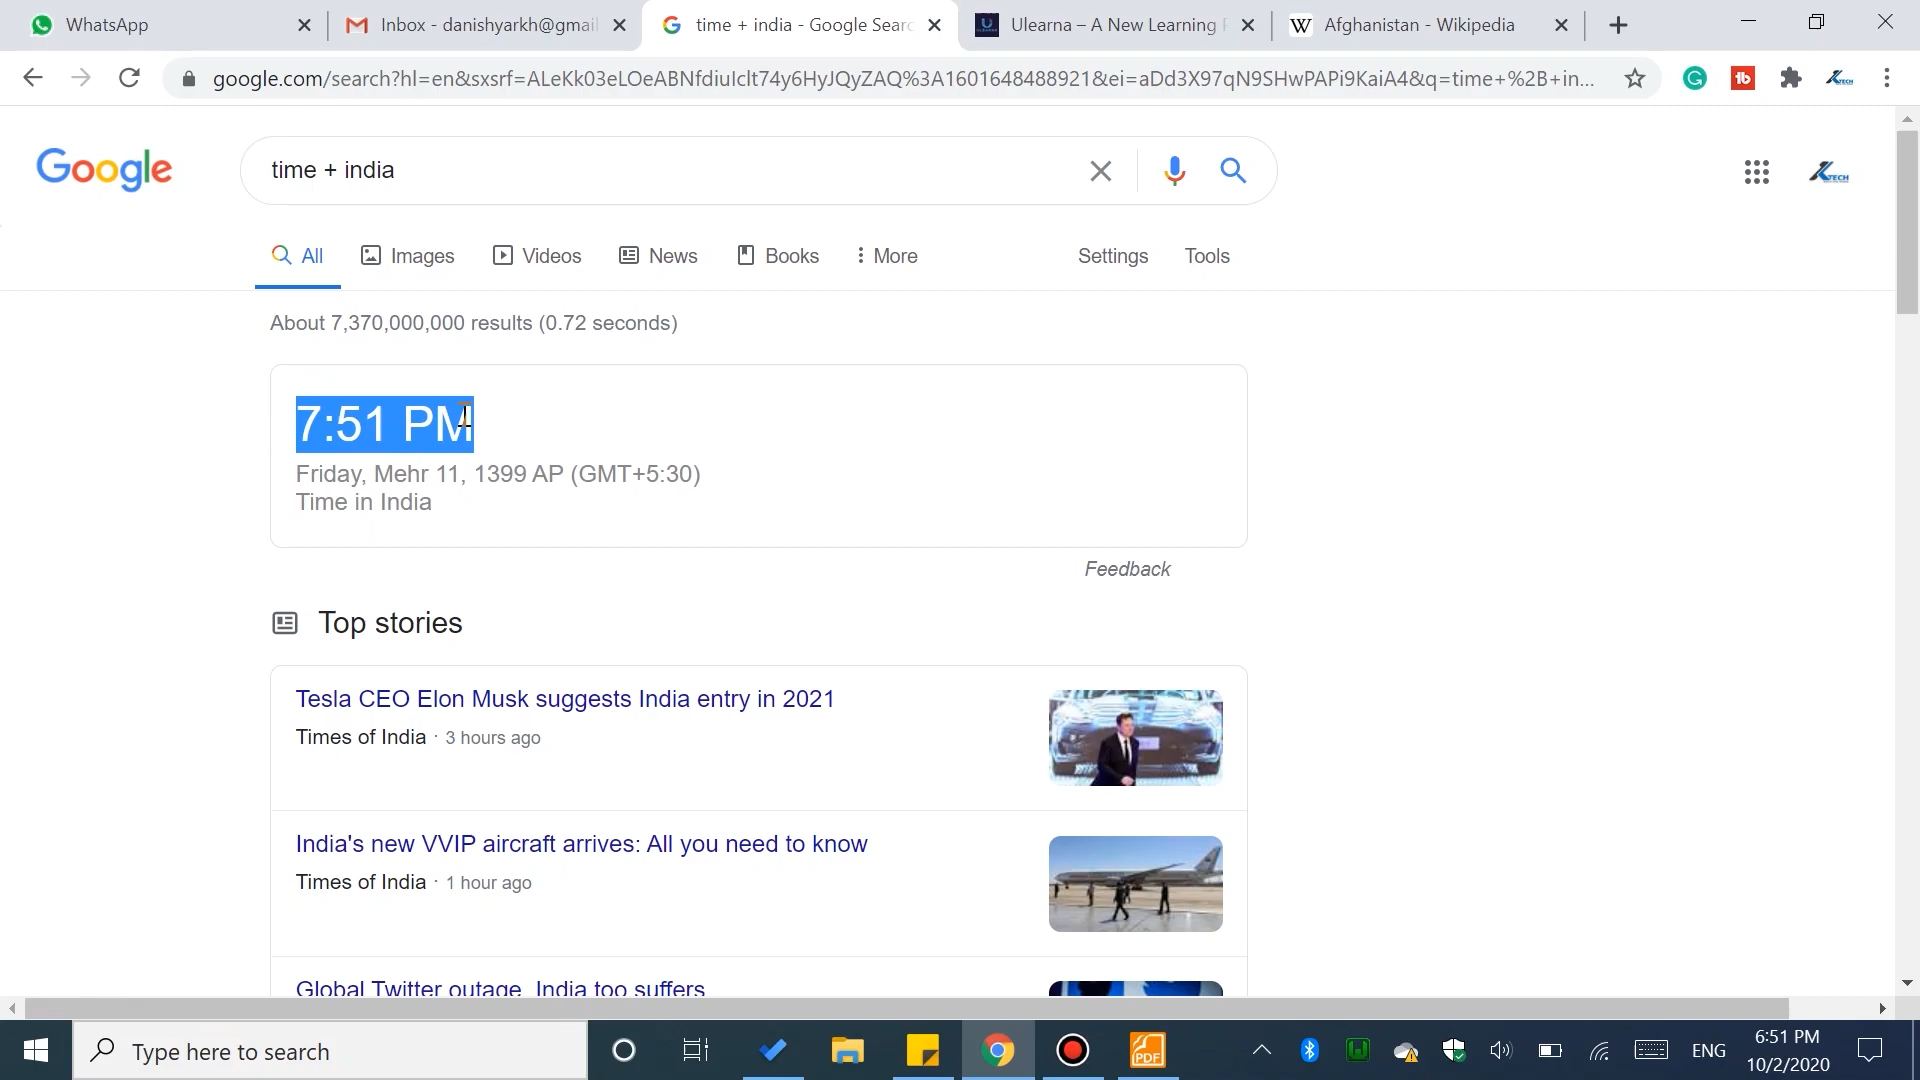 WhatsApp
Inbox - danishyarkh@gmail
time + india - Google Searc
Ulearna – A New Learning
Afghanistan - Wikipedia
google.com/search?hl=en&sxsrf=ALeKk03eLOeABNfdiuIcIt74y6HyJQyZAQ%3A1601648488921&ei=aDd3X97qN9SHwPAPi9KaiA4&q=time+%2B+in...
Google
time + india
All
Images
Videos
News
Books
More
Settings
Tools
About 7,370,000,000 results (0.72 seconds)
7:51 PM
Friday, Mehr 11, 1399 AP (GMT+5:30)
Time in India
Feedback
Top stories
Tesla CEO Elon Musk suggests India entry in 2021
Times of India · 3 hours ago
India's new VVIP aircraft arrives: All you need to know
Times of India · 1 hour ago
Global Twitter outage, India too suffers
Type here to search
PDF
ENG
6:51 PM
10/2/2020